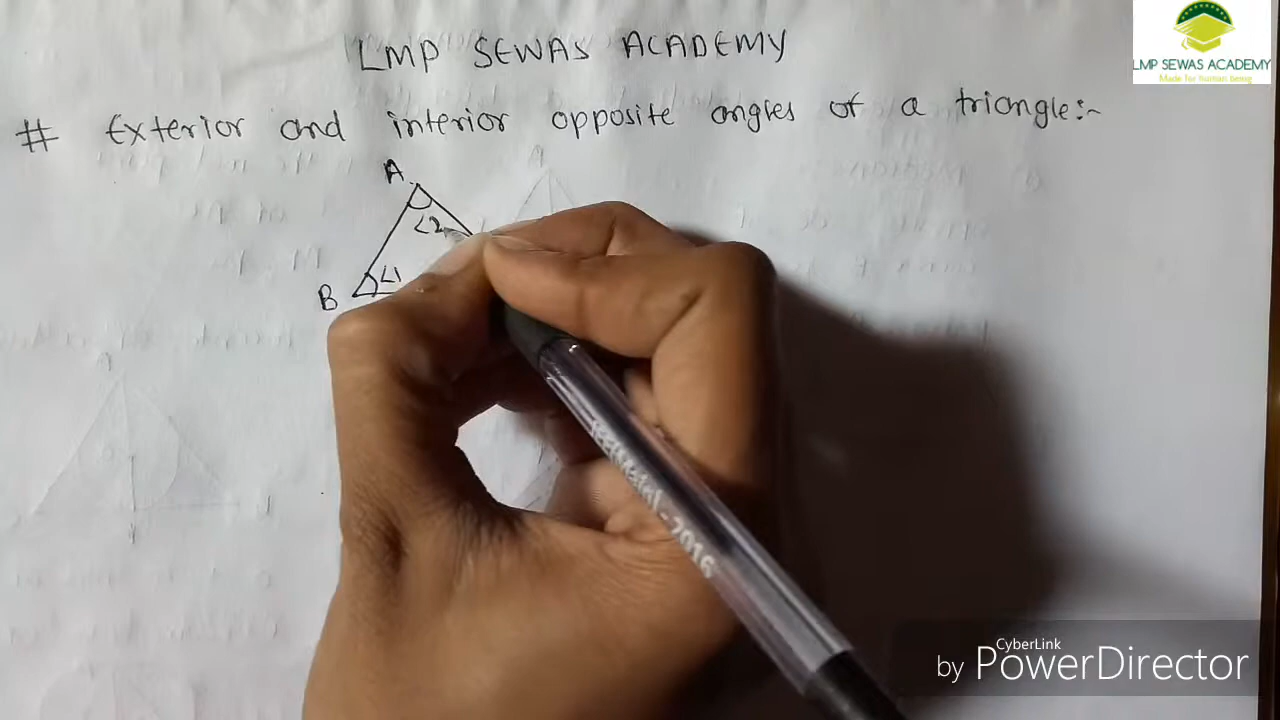 LMP SEWAS ACADEMY
LMP SEWAS ACADEMY
Made for human being
# Exterior and interior opposite angles of a triangle:-
A
<2
<1
B
2016
CyberLink
by PowerDirector